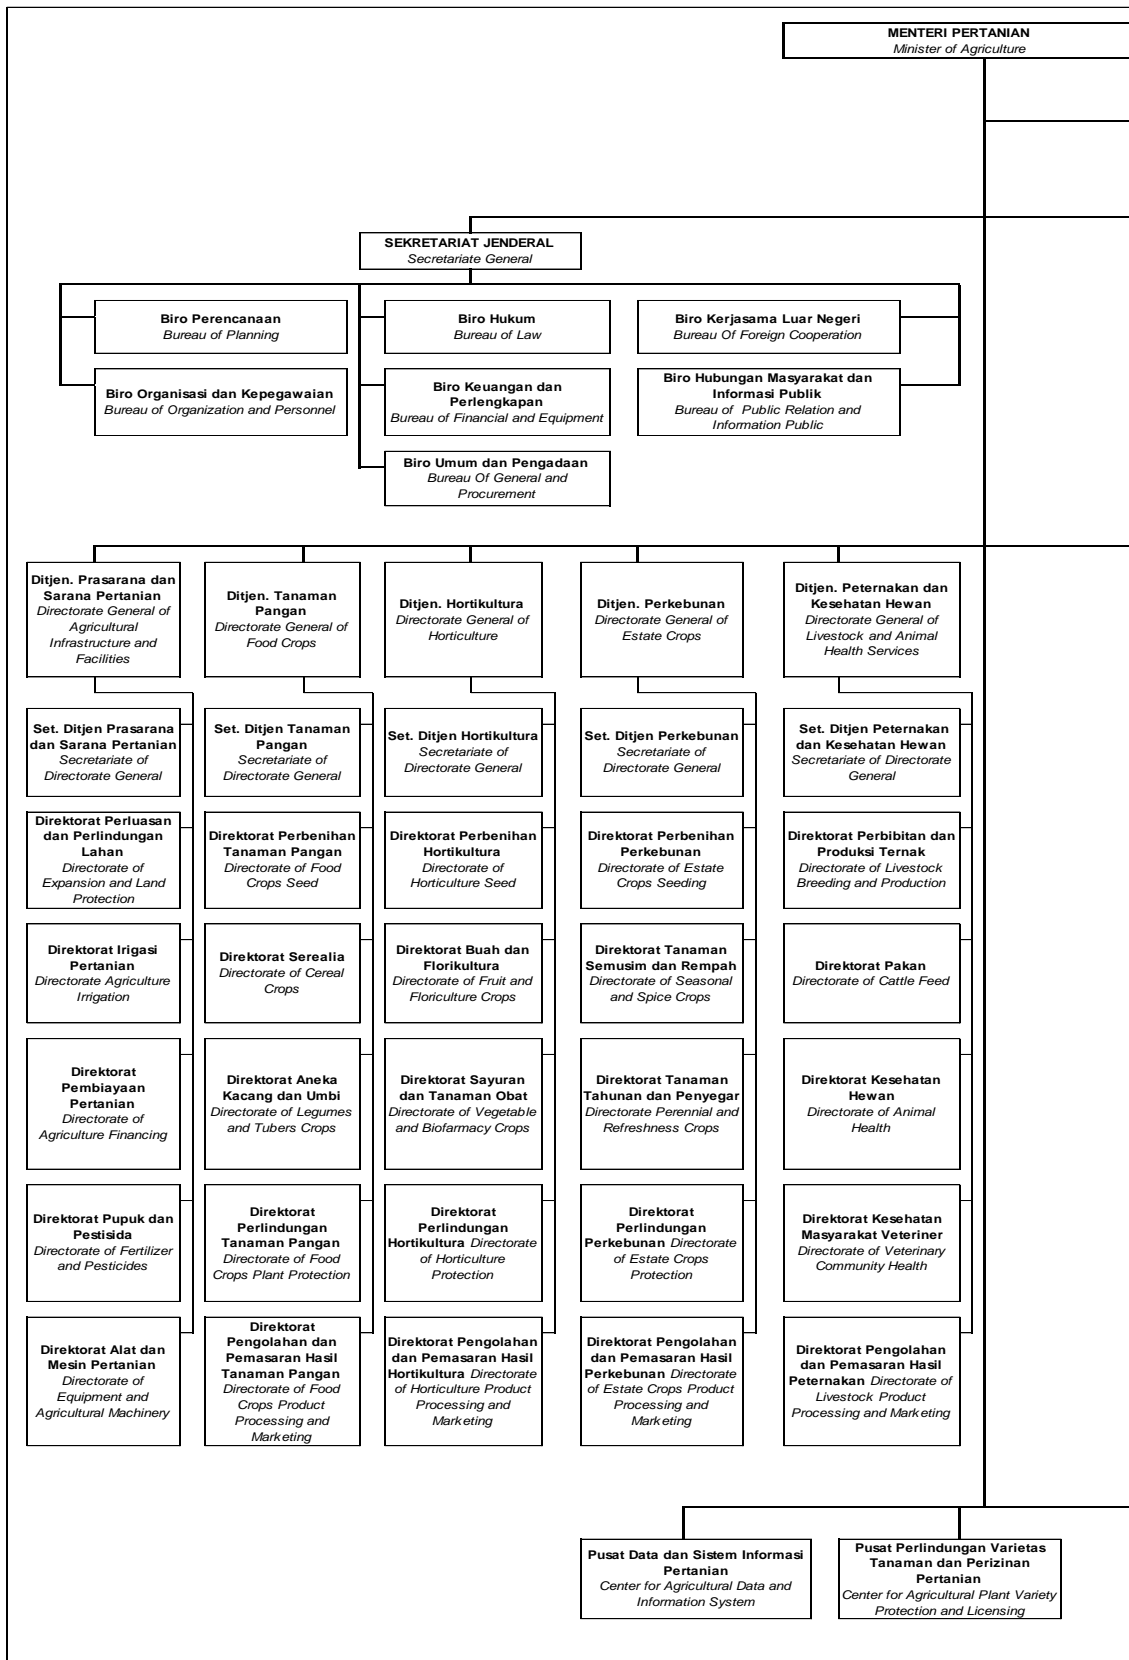 MENTERI PERTANIAN
Minister of Agriculture
SEKRETARIAT JENDERAL
Secretariate General
Biro Perencanaan
Bureau of Planning
Biro Hukum
Bureau of Law
Biro Kerjasama Luar Negeri
Bureau Of Foreign Cooperation
Biro Organisasi dan Kepegawaian
Bureau of Organization and Personnel
Biro Keuangan dan
Perlengkapan
Bureau of Financial and Equipment
Biro Hubungan Masyarakat dan
Informasi Publik
Bureau of Public Relation and
Information Public
Biro Umum dan Pengadaan
Bureau Of General and
Procurement
Ditjen. Prasarana dan
Sarana Pertanian
Directorate General of
Agricultural
Infrastructure and
Facilities
Ditjen. Tanaman
Pangan
Directorate General of
Food Crops
Ditjen. Hortikultura
Directorate General of
Horticulture
Ditjen. Perkebunan
Directorate General of
Estate Crops
Ditjen. Peternakan dan
Kesehatan Hewan
Directorate General of
Livestock and Animal
Health Services
Set. Ditjen Prasarana
dan Sarana Pertanian
Secretariate of
Directorate General
Set. Ditjen Tanaman
Pangan
Secretariate of
Directorate General
Set. Ditjen Hortikultura
Secretariate of
Directorate General
Set. Ditjen Perkebunan
Secretariate of
Directorate General
Set. Ditjen Peternakan
dan Kesehatan Hewan
Secretariate of Directorate
General
Direktorat Perluasan
dan Perlindungan
Lahan
Directorate of
Expansion and Land
Protection
Direktorat Perbenihan
Tanaman Pangan
Directorate of Food
Crops Seed
Direktorat Perbenihan
Hortikultura
Directorate of
Horticulture Seed
Direktorat Perbenihan
Perkebunan
Directorate of Estate
Crops Seeding
Direktorat Perbibitan dan
Produksi Ternak
Directorate of Livestock
Breeding and Production
Direktorat Irigasi
Pertanian
Directorate Agriculture
Irrigation
Direktorat Serealia
Directorate of Cereal
Crops
Direktorat Buah dan
Florikultura
Directorate of Fruit and
Floriculture Crops
Direktorat Tanaman
Semusim dan Rempah
Directorate of Seasonal
and Spice Crops
Direktorat Pakan
Directorate of Cattle Feed
Direktorat
Pembiayaan
Pertanian
Directorate of
Agriculture Financing
Direktorat Aneka
Kacang dan Umbi
Directorate of Legumes
and Tubers Crops
Direktorat Sayuran
dan Tanaman Obat
Directorate of Vegetable
and Biofarmacy Crops
Direktorat Tanaman
Tahunan dan Penyegar
Directorate Perennial and
Refreshness Crops
Direktorat Kesehatan
Hewan
Directorate of Animal
Health
Direktorat Pupuk dan
Pestisida
Directorate of Fertilizer
and Pesticides
Direktorat
Perlindungan
Tanaman Pangan
Directorate of Food
Crops Plant Protection
Direktorat
Perlindungan
Hortikultura Directorate
of Horticulture
Protection
Direktorat
Perlindungan
Perkebunan Directorate
of Estate Crops
Protection
Direktorat Kesehatan
Masyarakat Veteriner
Directorate of Veterinary
Community Health
Direktorat Alat dan
Mesin Pertanian
Directorate of
Equipment and
Agricultural Machinery
Direktorat
Pengolahan dan
Pemasaran Hasil
Tanaman Pangan
Directorate of Food
Crops Product
Processing and
Marketing
Direktorat Pengolahan
dan Pemasaran Hasil
Hortikultura Directorate
of Horticulture Product
Processing and
Marketing
Direktorat Pengolahan
dan Pemasaran Hasil
Perkebunan Directorate
of Estate Crops Product
Processing and
Marketing
Direktorat Pengolahan
dan Pemasaran Hasil
Peternakan Directorate of
Livestock Product
Processing and Marketing
Pusat Data dan Sistem Informasi
Pertanian
Center for Agricultural Data and
Information System
Pusat Perlindungan Varietas
Tanaman dan Perizinan
Pertanian
Center for Agricultural Plant Variety
Protection and Licensing